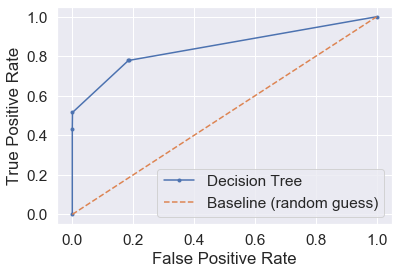 1.0
0.8
0.6
0.4
0.2
0.0
True Positive Rate
Decision Tree
Baseline (random guess)
0.0 0.2 0.4 0.6 0.8 1.0
False Positive Rate